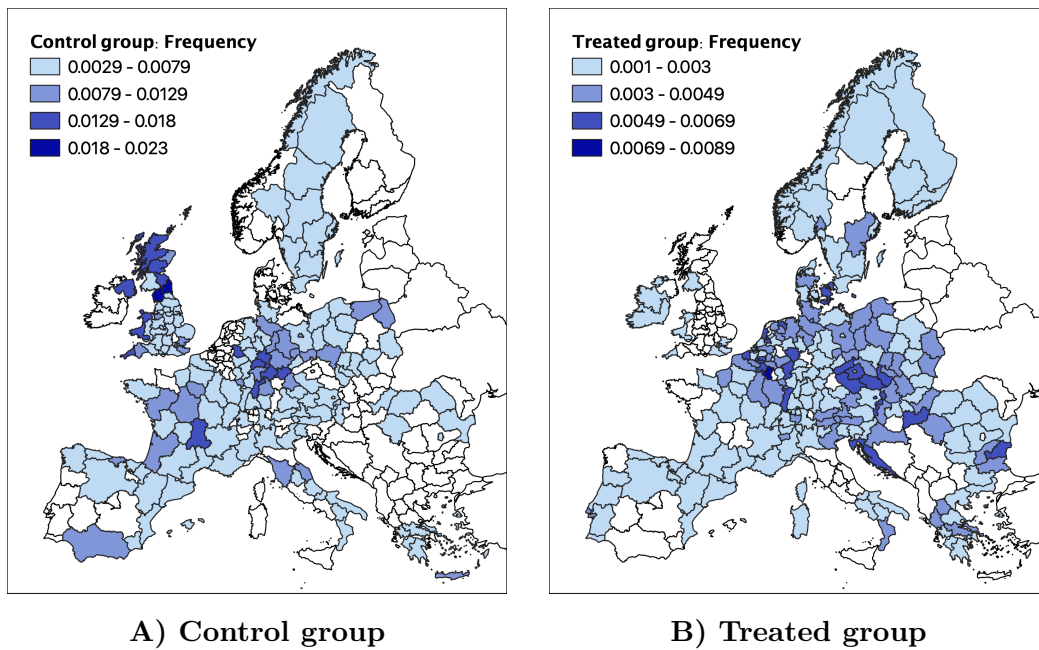 Control group: Frequency
0.0029 - 0.0079
0.0079 - 0.0129
0.0129 - 0.018
0.018 - 0.023
Treated group: Frequency
0.001 - 0.003
0.003 - 0.0049
0.0049 - 0.0069
0.0069 - 0.0089
A) Control group
B) Treated group